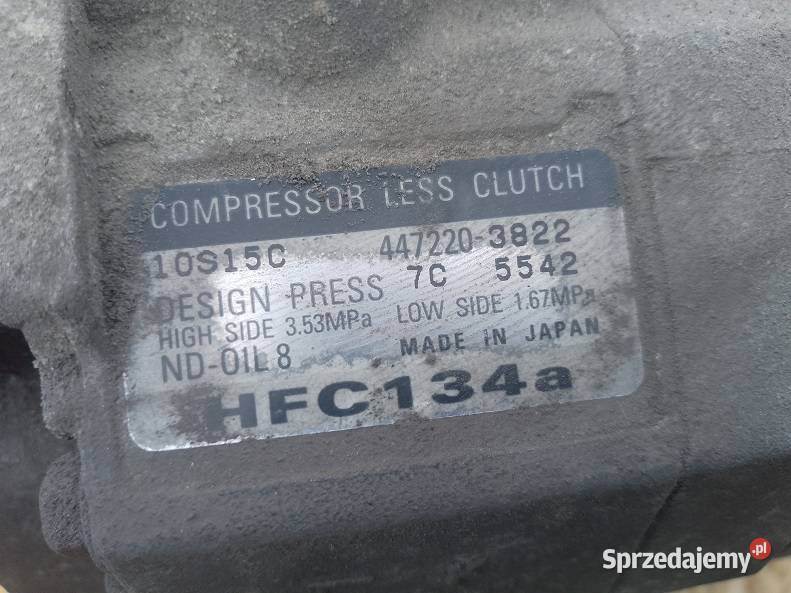 COMPRESSOR LESS CLUTCH
10S15C 447220-3822
DESIGN PRESS 7C 5542
HIGH SIDE 3.53MPa LOW SIDE 1.67MPa
ND-OIL 8 MADE IN JAPAN
HFC134a
Sprzedajemy.pl